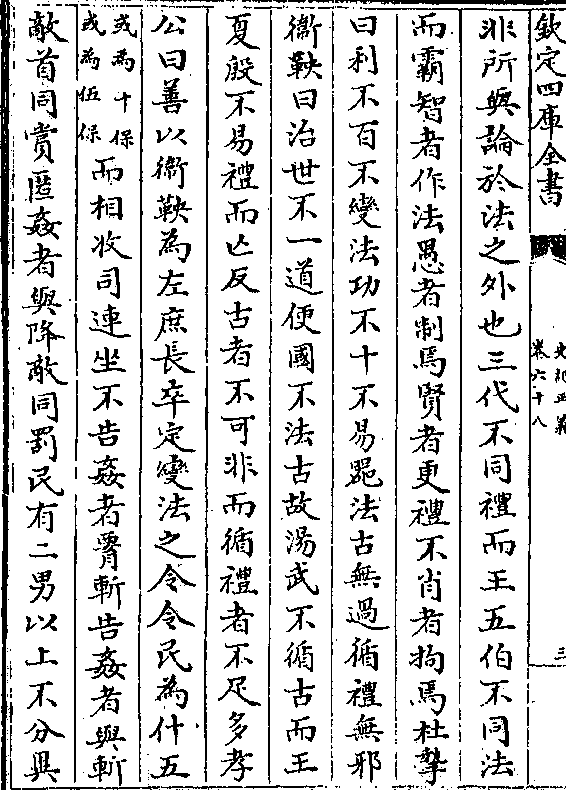 欽定四庫全書
史記正義
卷六十八
三
非所與論於法之外也三代不同禮而王五伯不同法
而霸智者作法愚者制焉賢者更禮不肖者拘焉杜摯
曰利不百不變法功不十不易器法古無過循禮無邪
衞鞅曰治世不一道便國不法古故湯武不循古而王
夏殷不易禮而亡反古者不可非而循禮者不足多孝
公曰善以衞鞅為左庶長卒定變法之令令民為什五
或為十保
或為伍保
而相收司連坐不告姦者腰斬告姦者與斬
敵首同賞匿姦者與降敵同罰民有二男以上不分異